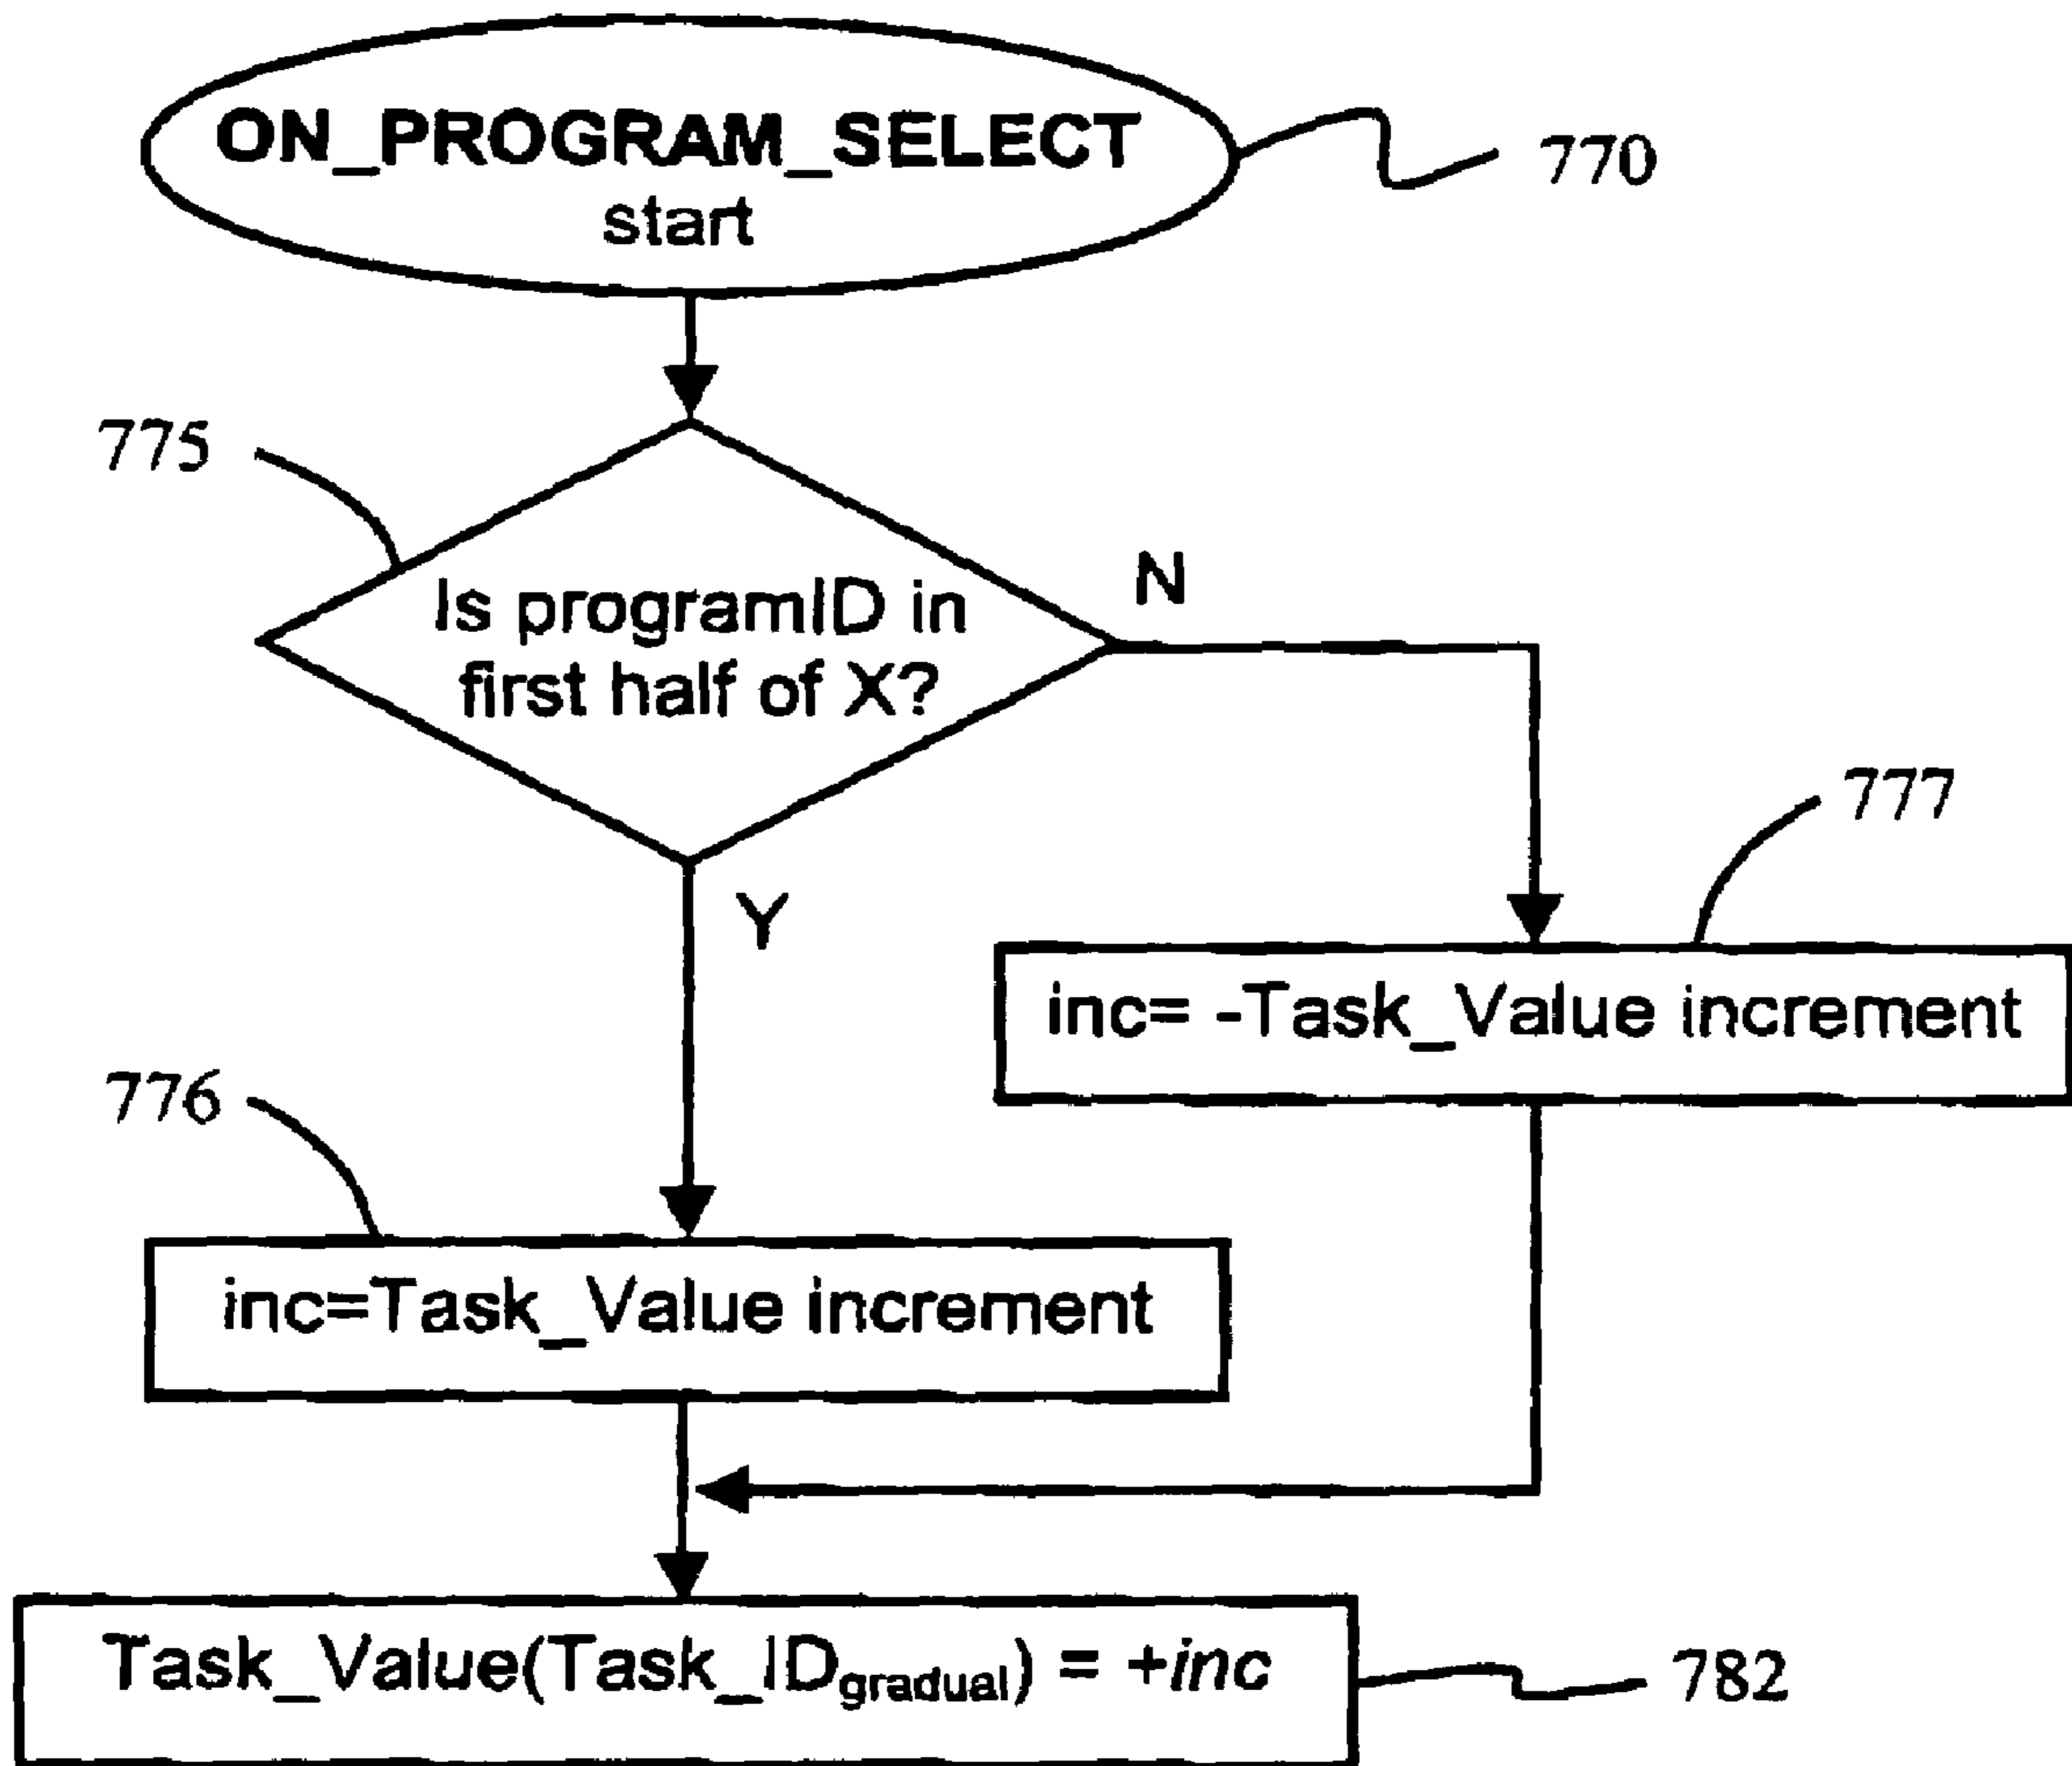 ON_PROGRAM_SELECT
start
770
775
Is programID in
first half of X?
N
Y
777
inc= -Task_Value increment
776
inc=Task_Value increment
Task_Value(Task_ID_gradual) = +inc
782